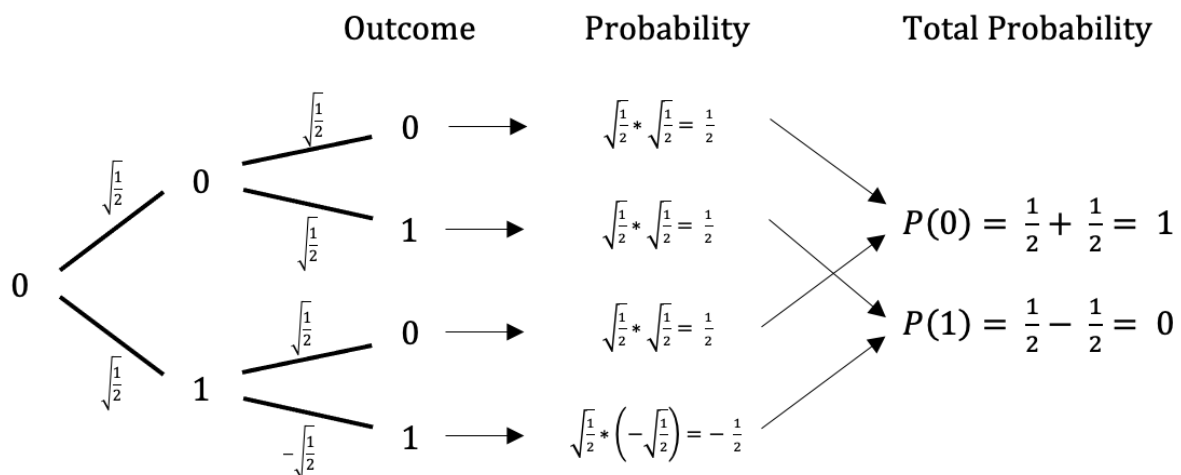 Outcome Probability Total Probability
√(1/2) 0 √(1/2) * √(1/2) = 1/2
√(1/2) 0
√(1/2) 1 √(1/2) * √(1/2) = 1/2 P(0) = 1/2 + 1/2 = 1
0
√(1/2) 0 √(1/2) * √(1/2) = 1/2 P(1) = 1/2 − 1/2 = 0
√(1/2) 1
−√(1/2) 1 √(1/2) * (−√(1/2)) = − 1/2